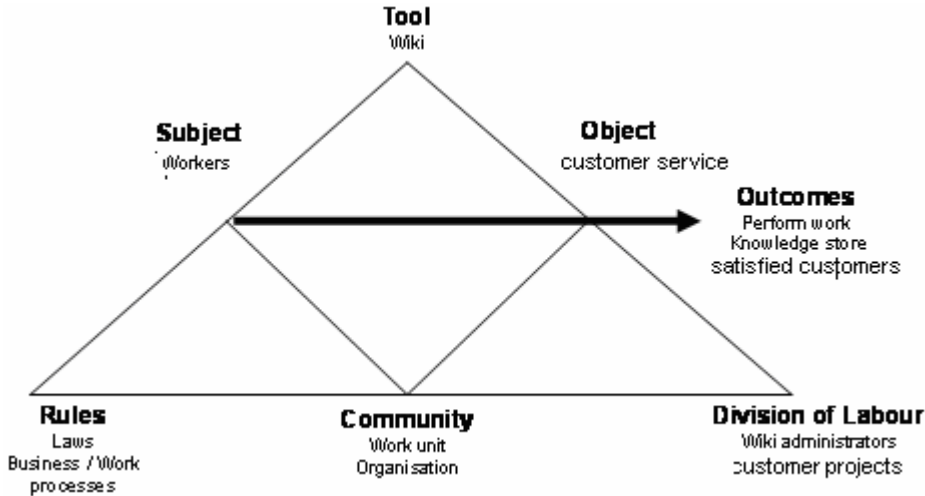 Tool
Wiki
Subject
Workers
Object
customer service
Outcomes
Perform work
Knowledge store
satisfied customers
Rules
Laws
Business / Work
processes
Community
Work unit
Organisation
Division of Labour
Wiki administrators
customer projects